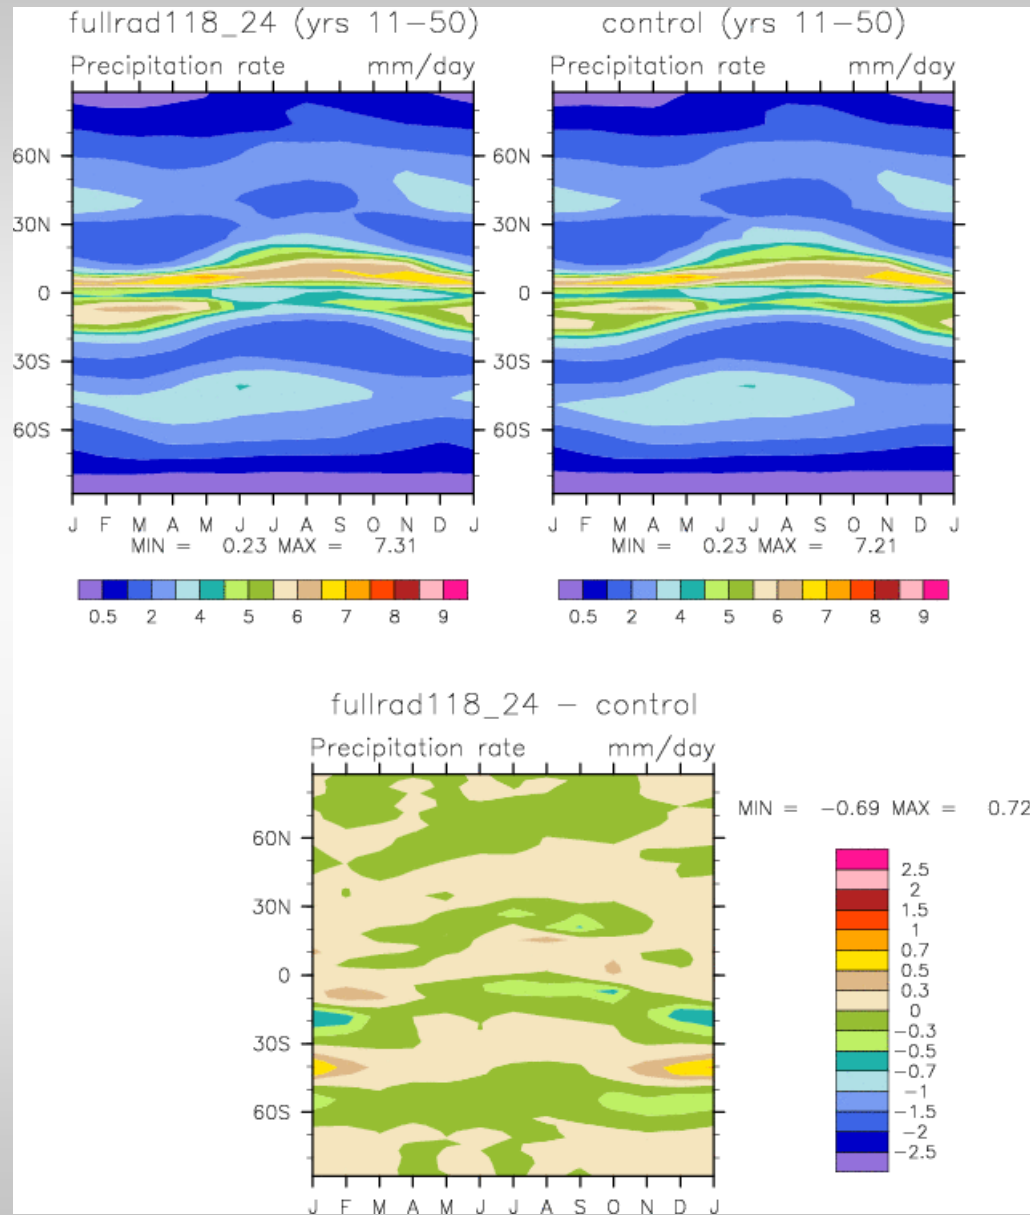 fullrad118_24 (yrs 11−50)
control (yrs 11−50)
Precipitation rate mm/day
Precipitation rate mm/day
60N
30N
0
30S
60S
60N
30N
0
30S
60S
J F M A M J J A S O N D J
J F M A M J J A S O N D J
MIN = 0.23 MAX = 7.31
MIN = 0.23 MAX = 7.21
0.5 2 4 5 6 7 8 9
0.5 2 4 5 6 7 8 9
fullrad118_24 − control
Precipitation rate mm/day
MIN = −0.69 MAX = 0.72
60N
30N
0
30S
60S
2.5
2
1.5
1
0.7
0.5
0.3
0
−0.3
−0.5
−0.7
−1
−1.5
−2
−2.5
J F M A M J J A S O N D J